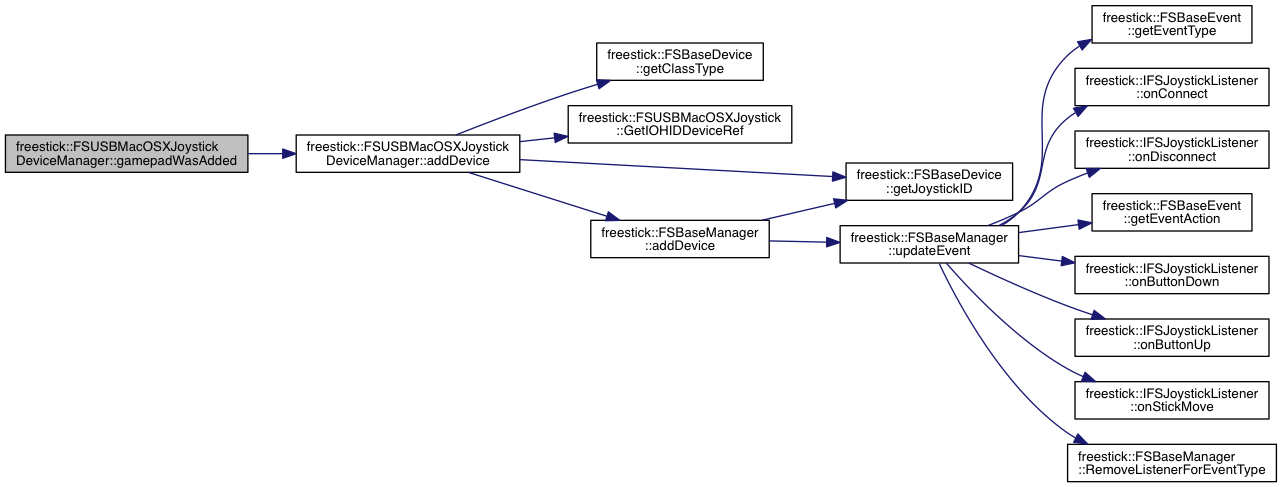 freestick::FSUSBMacOSXJoystick
DeviceManager::gamepadWasAdded
freestick::FSUSBMacOSXJoystick
DeviceManager::addDevice
freestick::FSBaseDevice
::getClassType
freestick::FSUSBMacOSXJoystick
::GetIOHIDDeviceRef
freestick::FSBaseDevice
::getJoystickID
freestick::FSBaseManager
::addDevice
freestick::FSBaseManager
::updateEvent
freestick::FSBaseEvent
::getEventType
freestick::IFSJoystickListener
::onConnect
freestick::IFSJoystickListener
::onDisconnect
freestick::FSBaseEvent
::getEventAction
freestick::IFSJoystickListener
::onButtonDown
freestick::IFSJoystickListener
::onButtonUp
freestick::IFSJoystickListener
::onStickMove
freestick::FSBaseManager
::RemoveListenerForEventType